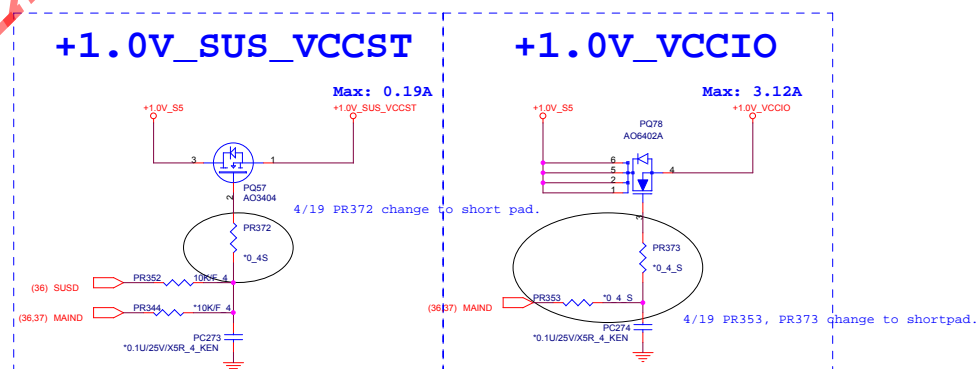 +1.0V_SUS_VCCST
Max: 0.19A
+1.0V_S5
+1.0V_SUS_VCCST
3
1
PQ57
AO3404
2
4/19 PR372 change to short pad.
PR372
*0_4S
(36) SUSD
PR352
10K/F_4
(36,37) MAIND
PR344
*10K/F_4
PC273
*0.1U/25V/X5R_4_KEN
+1.0V_VCCIO
Max: 3.12A
+1.0V_S5
+1.0V_VCCIO
PQ78
AO6402A
6
5
2
1
4
3
PR373
*0_4_S
(36,37) MAIND
PR353
*0_4_S
4/19 PR353, PR373 change to shortpad.
PC274
*0.1U/25V/X5R_4_KEN